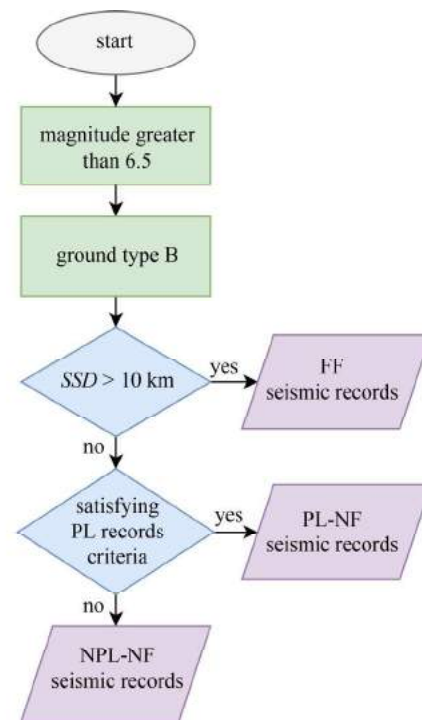 start
magnitude greater
than 6.5
ground type B
SSD > 10 km
yes
FF
seismic records
no
satisfying
PL records
criteria
yes
PL-NF
seismic records
no
NPL-NF
seismic records